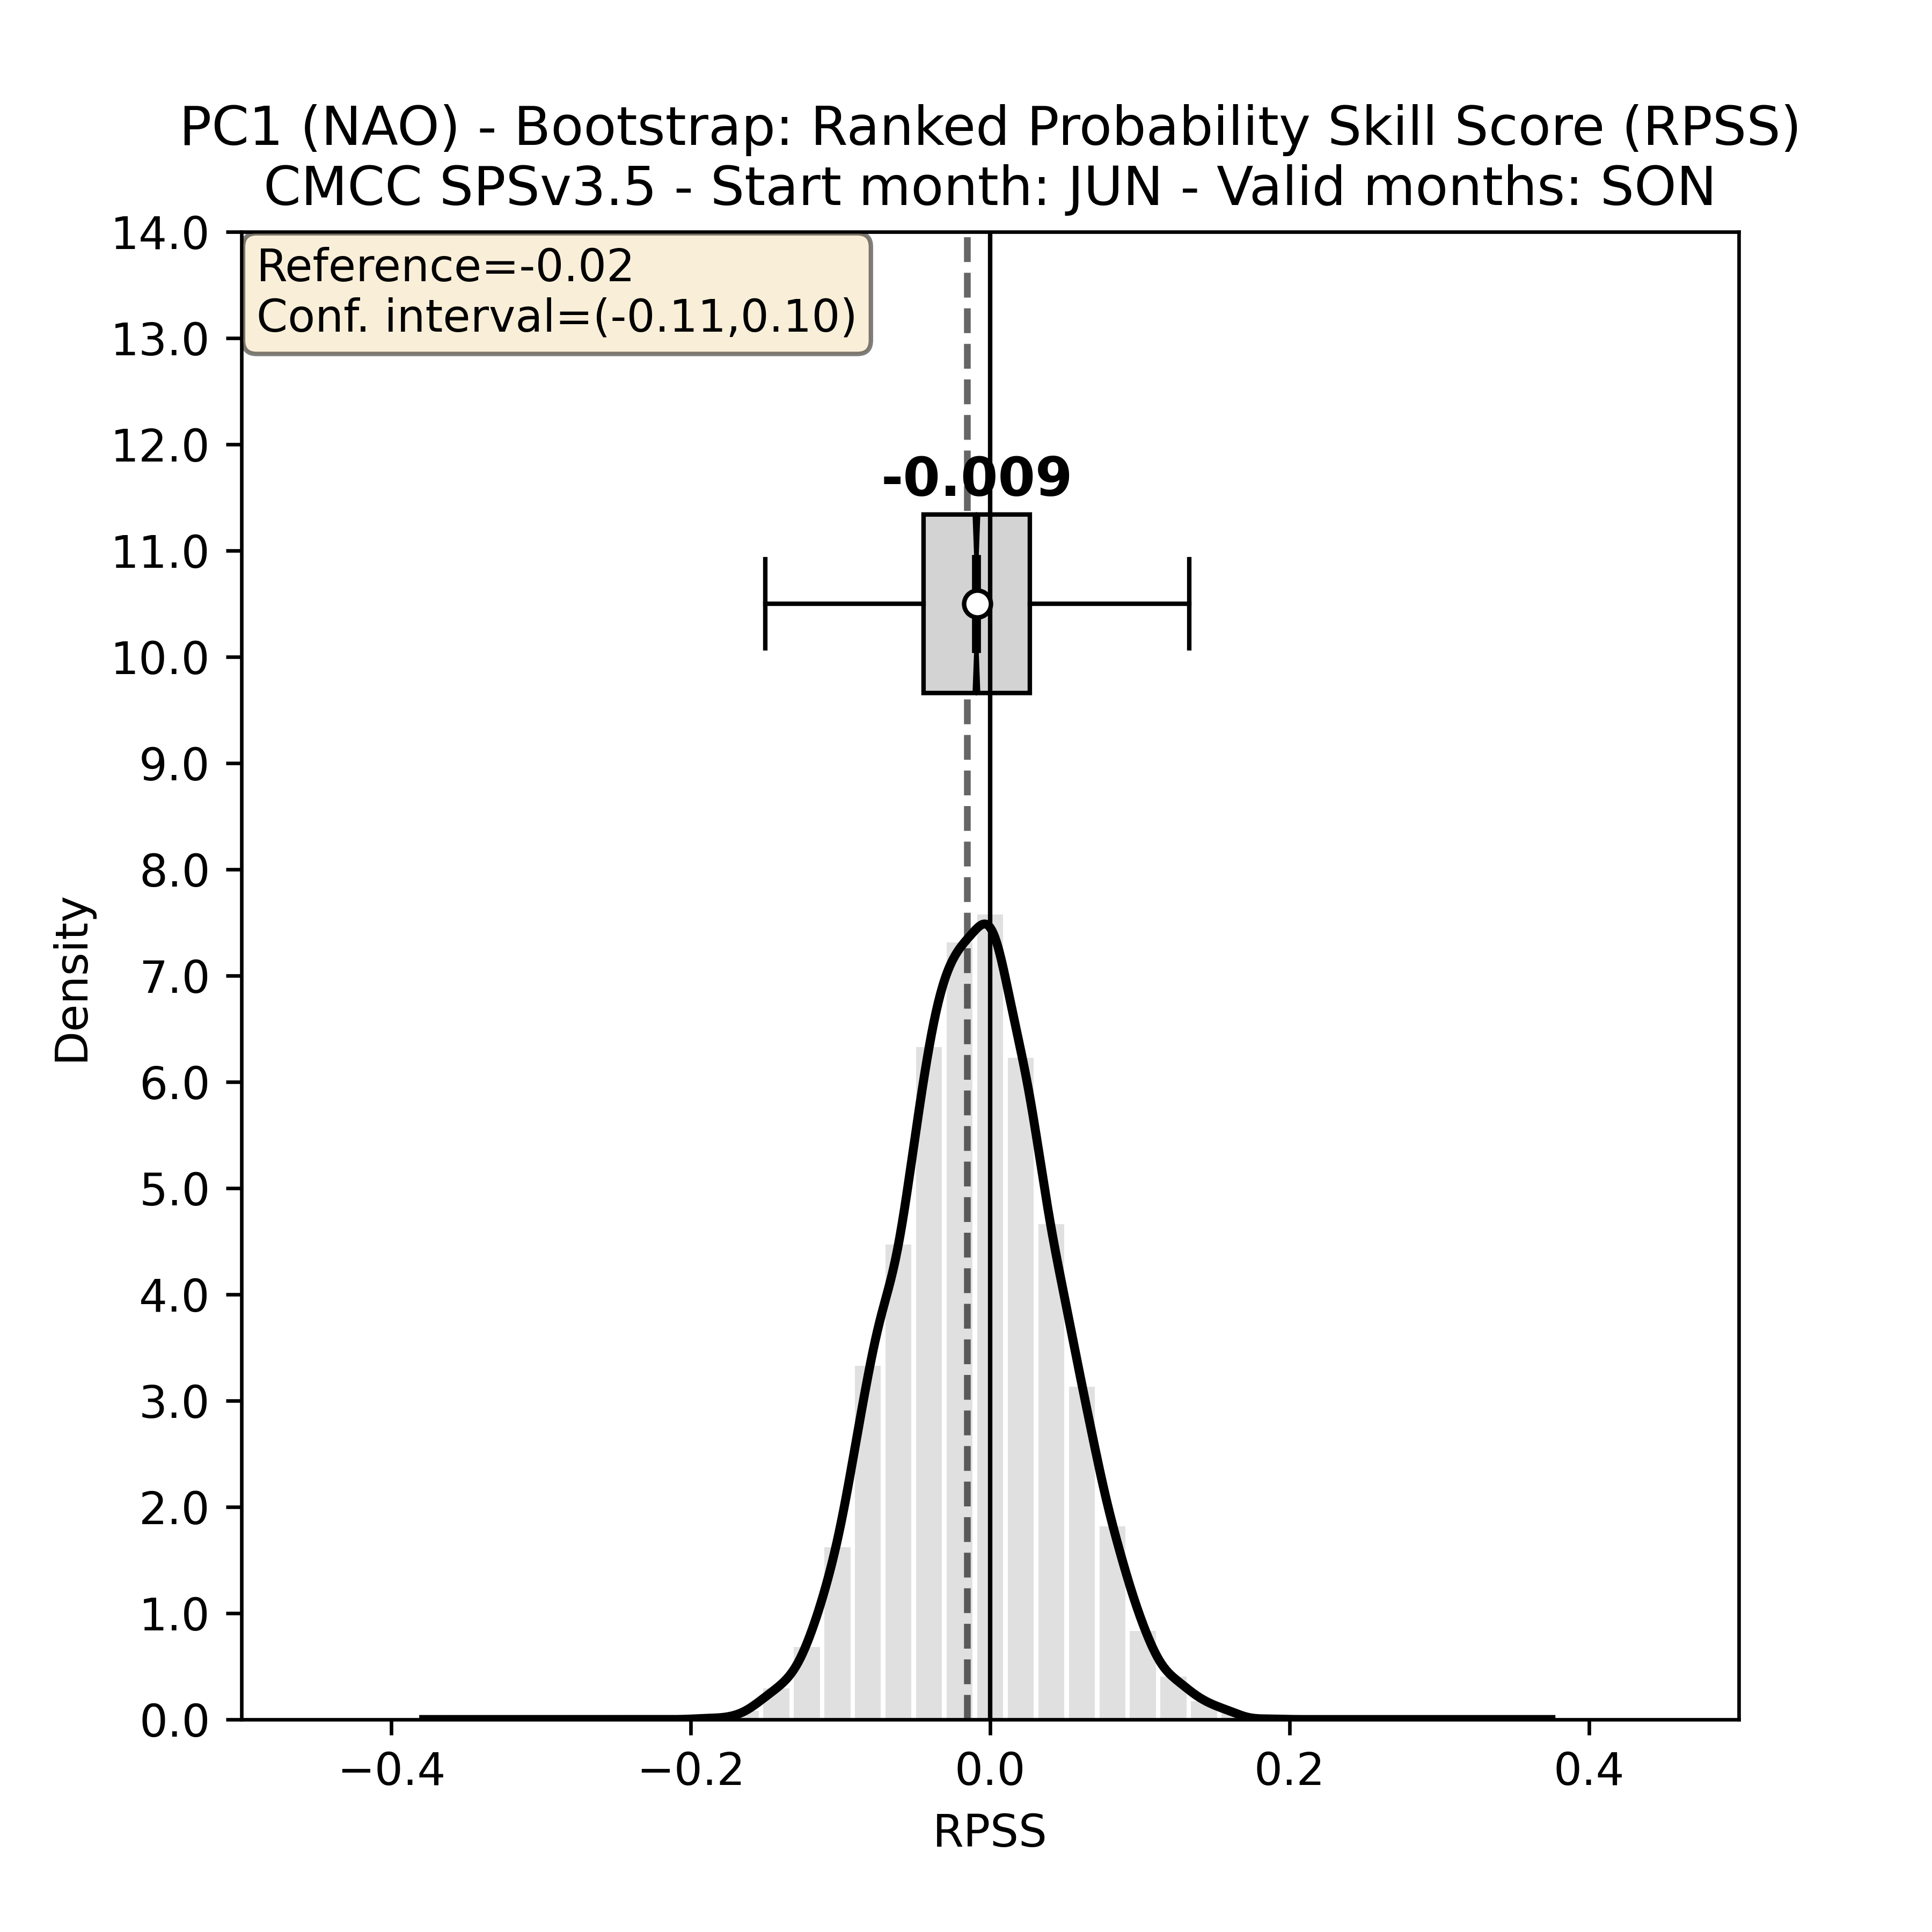 PC1 (NAO) - Bootstrap: Ranked Probability Skill Score (RPSS)
CMCC SPSv3.5 - Start month: JUN - Valid months: SON
Reference=-0.02
Conf. interval=(-0.11,0.10)
-0.009
14.0
13.0
12.0
11.0
10.0
9.0
8.0
7.0
6.0
5.0
4.0
3.0
2.0
1.0
0.0
Density
−0.4 −0.2 0.0 0.2 0.4
RPSS